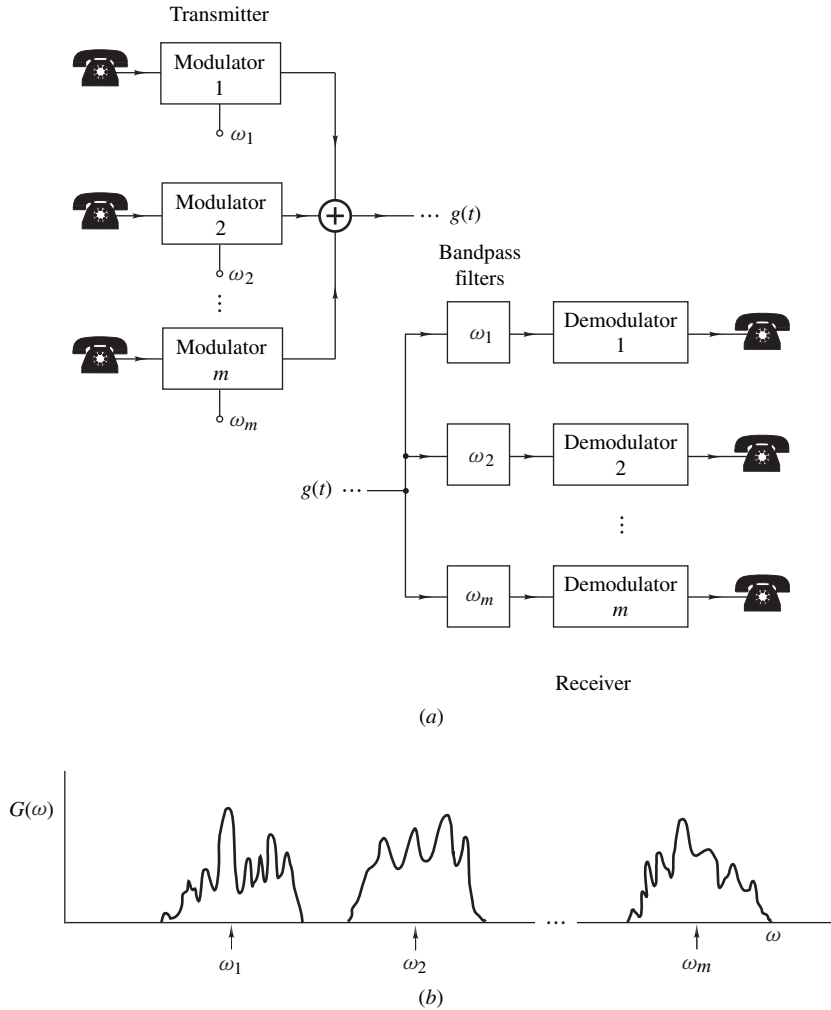 Transmitter
Modulator
1
ω1
Modulator
2
ω2
⋮
Modulator
m
ωm
+
··· g(t)
Bandpass
filters
ω1
Demodulator
1
ω2
Demodulator
2
g(t) ···
⋮
ωm
Demodulator
m
Receiver
(a)
G(ω)
···
ω
ω1
ω2
ωm
(b)